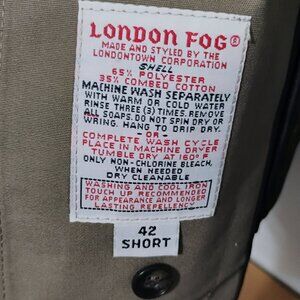 LONDON FOG®
MADE AND STYLED BY THE
LONDONTOWN CORPORATION
SHELL
65% POLYESTER
35% COMBED COTTON
MACHINE WASH SEPARATELY
WITH WARM OR COLD WATER
RINSE THREE (3) TIMES. REMOVE
ALL SOAPS. DO NOT SPIN DRY OR
WRING. HANG TO DRIP DRY.
-OR-
COMPLETE WASH CYCLE
PLACE IN MACHINE DRYER
TUMBLE DRY AT 160° F
ONLY NON-CHLORINE BLEACH,
WHEN NEEDED
DRY CLEANABLE
WASHING AND COOL IRON
TOUCH UP RECOMMENDED
FOR APPEARANCE AND LONGER
LASTING REPELLENCY
42
SHORT